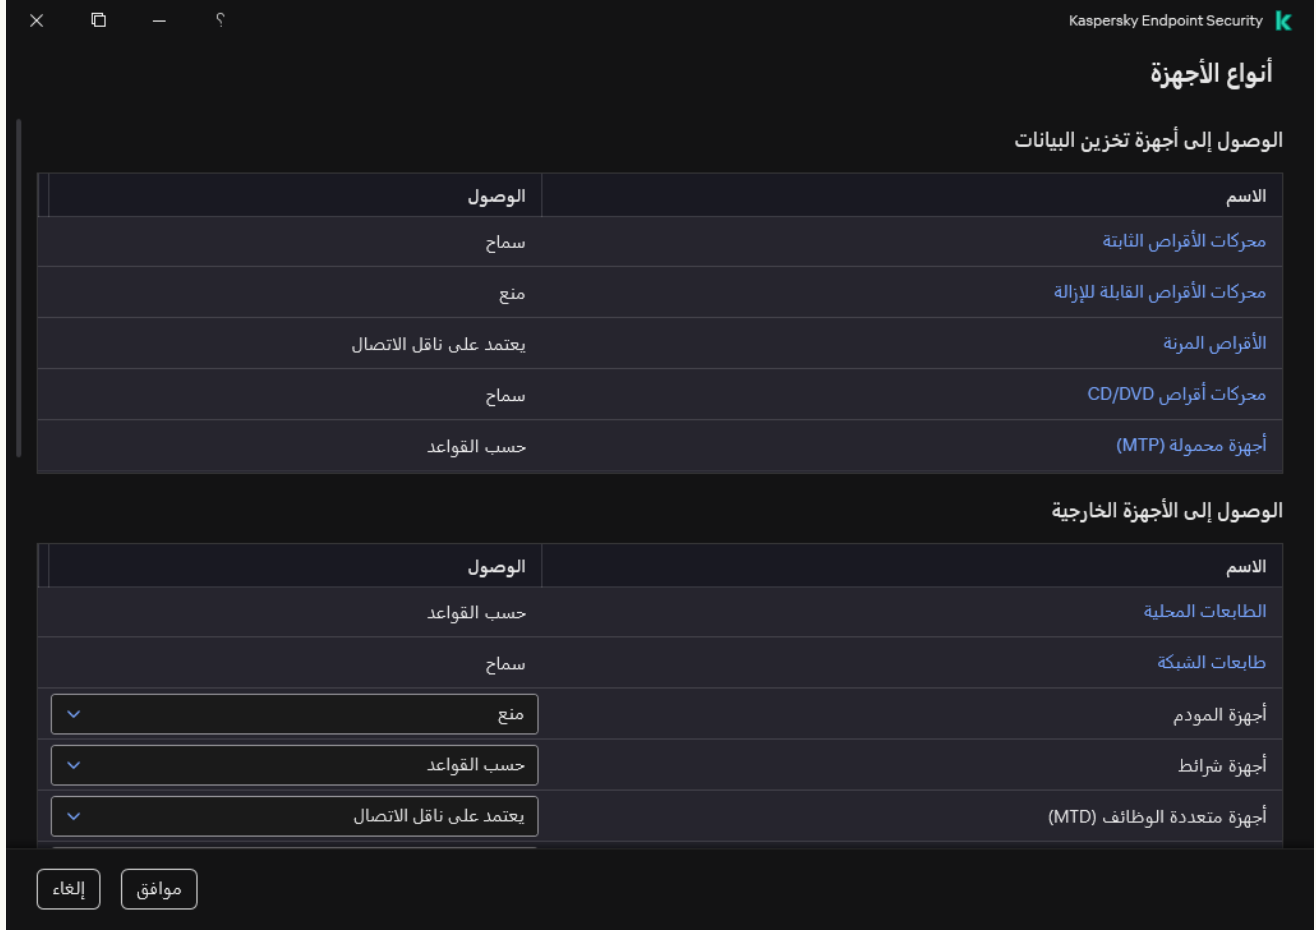 Kaspersky Endpoint Security
؟
أنواع الأجهزة
الوصول إلى أجهزة تخزين البيانات
الاسم الوصول
محركات الأقراص الثابتة سماح
محركات الأقراص القابلة للإزالة منع
الأقراص المرنة يعتمد على ناقل الاتصال
محركات أقراص CD/DVD سماح
أجهزة محمولة (MTP) حسب القواعد
الوصول إلى الأجهزة الخارجية
الاسم الوصول
الطابعات المحلية حسب القواعد
طابعات الشبكة سماح
أجهزة المودم منع
أجهزة شرائط حسب القواعد
أجهزة متعددة الوظائف (MTD) يعتمد على ناقل الاتصال
موافق إلغاء